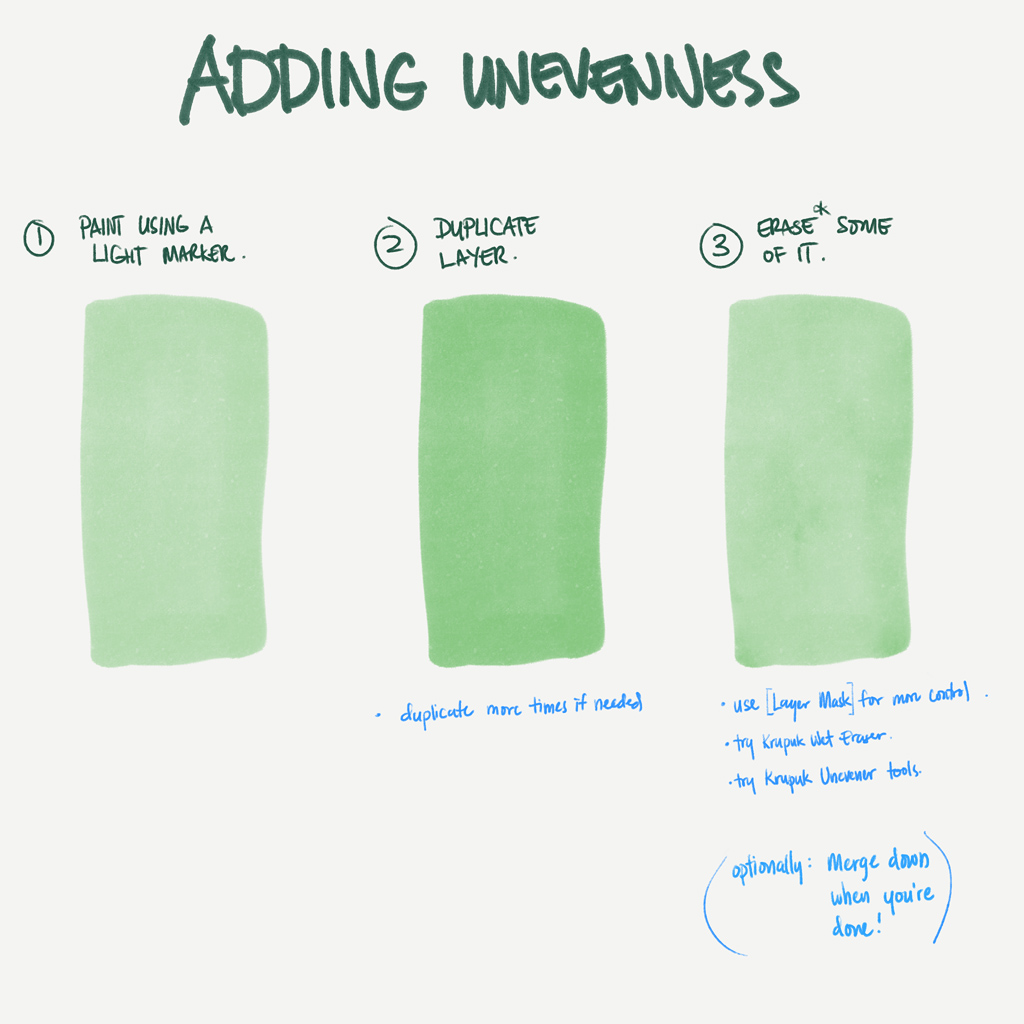 ADDING UNEVENNESS
① PAINT USING A
LIGHT MARKER.
② DUPLICATE
LAYER.
③ ERASE* SOME
OF IT.
• duplicate more times if needed
• use [Layer Mask] for more control.
• try Krupuk Wet Eraser.
• try Krupuk Unevener tools.
(optionally: Merge down
when you're
done!)